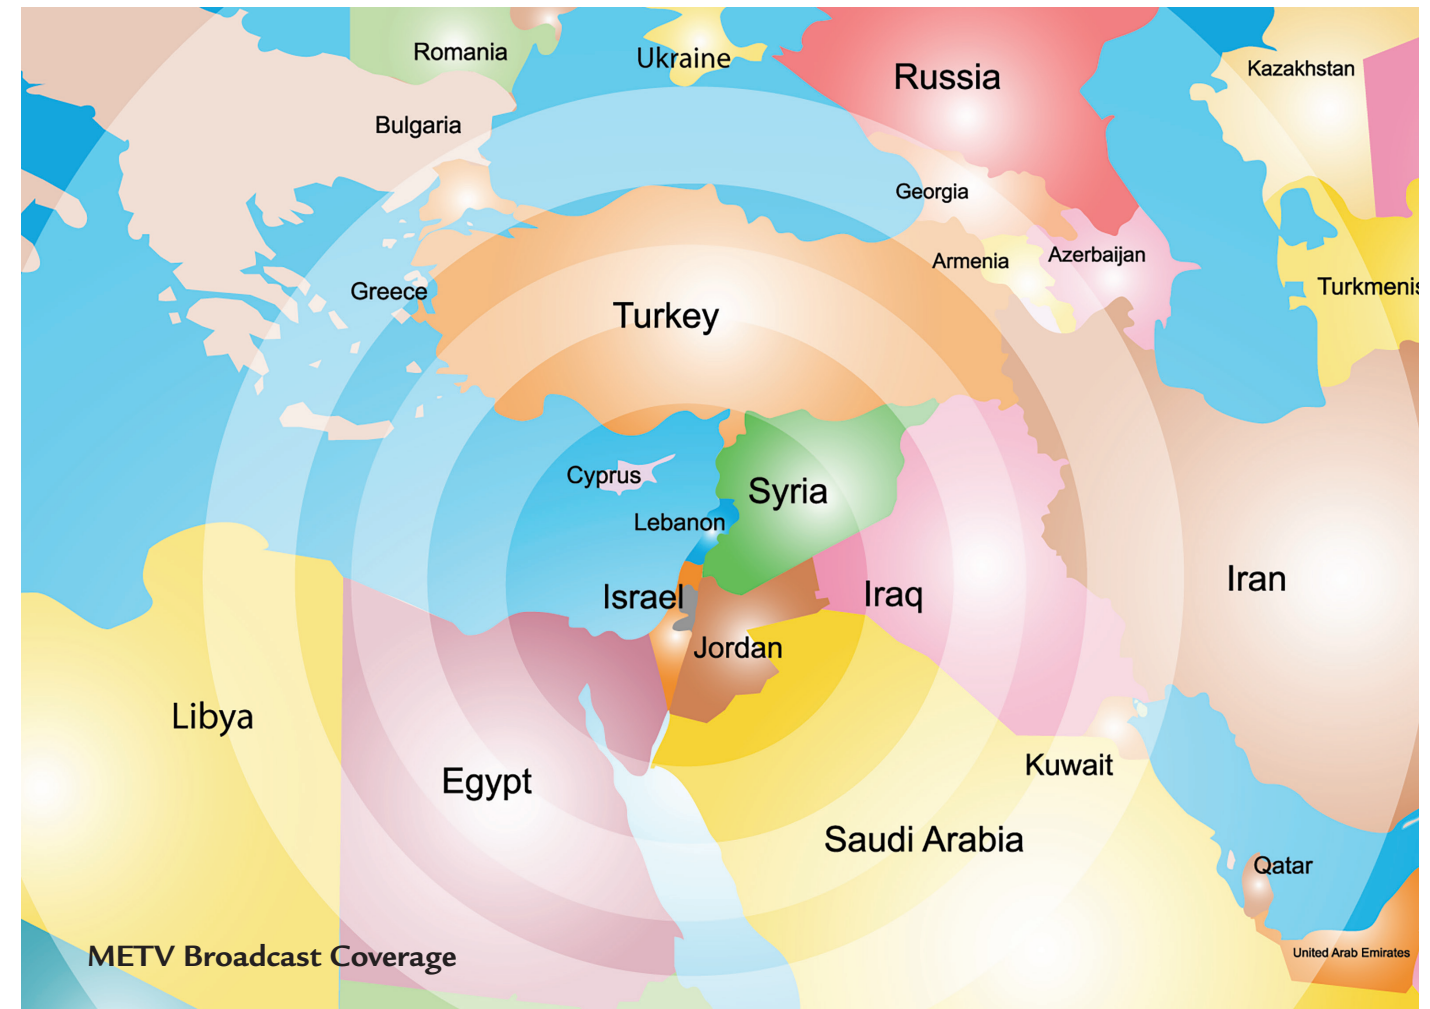 Romania
Ukraine
Russia
Kazakhstan
Bulgaria
Georgia
Armenia
Azerbaijan
Greece
Turkey
Turkmenis
Cyprus
Syria
Lebanon
Israel
Iraq
Iran
Jordan
Libya
Egypt
Kuwait
Saudi Arabia
Qatar
METV Broadcast Coverage
United Arab Emirates